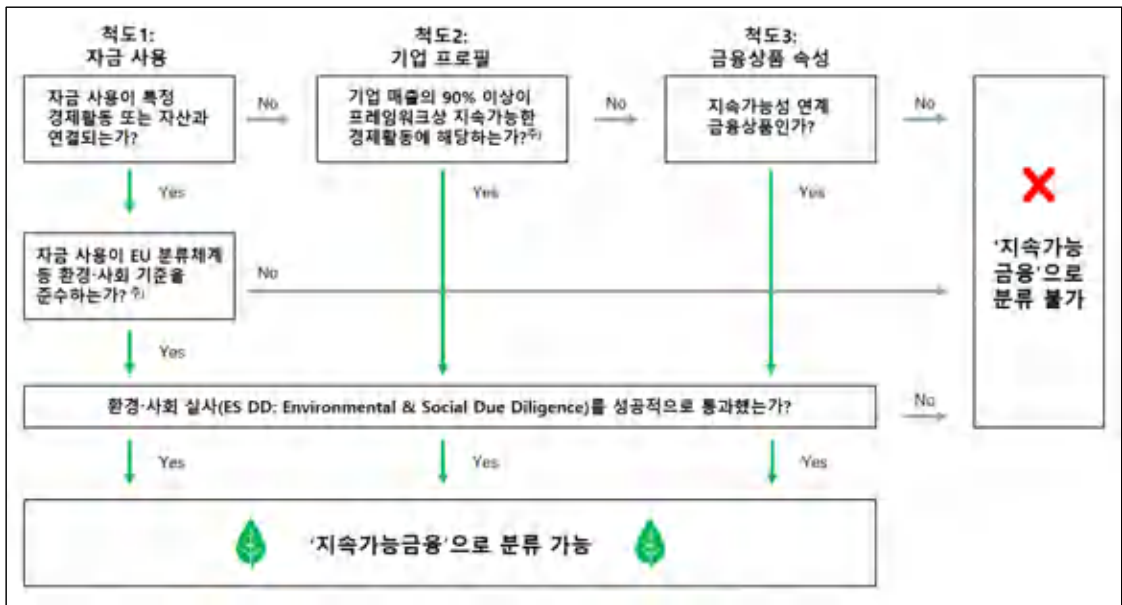 척도1:
자금 사용
척도2:
기업 프로필
척도3:
금융상품 속성
자금 사용이 특정
경제활동 또는 자산과
연결되는가?
No
기업 매출의 90% 이상이
프레임워크상 지속가능한
경제활동에 해당하는가?주)
No
지속가능성 연계
금융상품인가?
No
Yes
Yes
Yes
자금 사용이 EU 분류체계
등 환경·사회 기준을
준수하는가? 주)
No
'지속가능
금융'으로
분류 불가
Yes
환경·사회 실사(ES DD: Environmental & Social Due Diligence)를 성공적으로 통과했는가?
No
Yes
Yes
Yes
'지속가능금융'으로 분류 가능